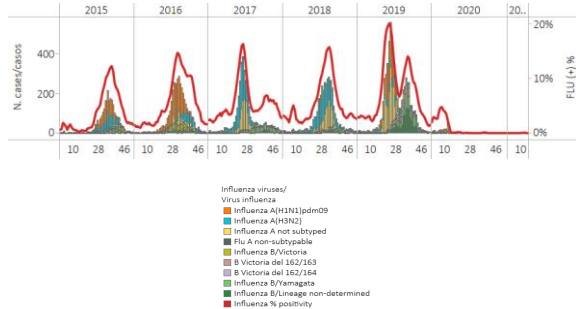 2015 2016 2017 2018 2019 2020 20..
N. cases/casos
400
200
0
FLU (+) %
20%
10%
0%
10 28 46 10 28 46 10 28 46 10 28 46 10 28 46 10 28 46 10
Influenza viruses/
Virus influenza
Influenza A(H1N1)pdm09
Influenza A(H3N2)
Influenza A not subtyped
Flu A non-subtypable
Influenza B/Victoria
B Victoria del 162/163
B Victoria del 162/164
Influenza B/Yamagata
Influenza B/Lineage non-determined
Influenza % positivity